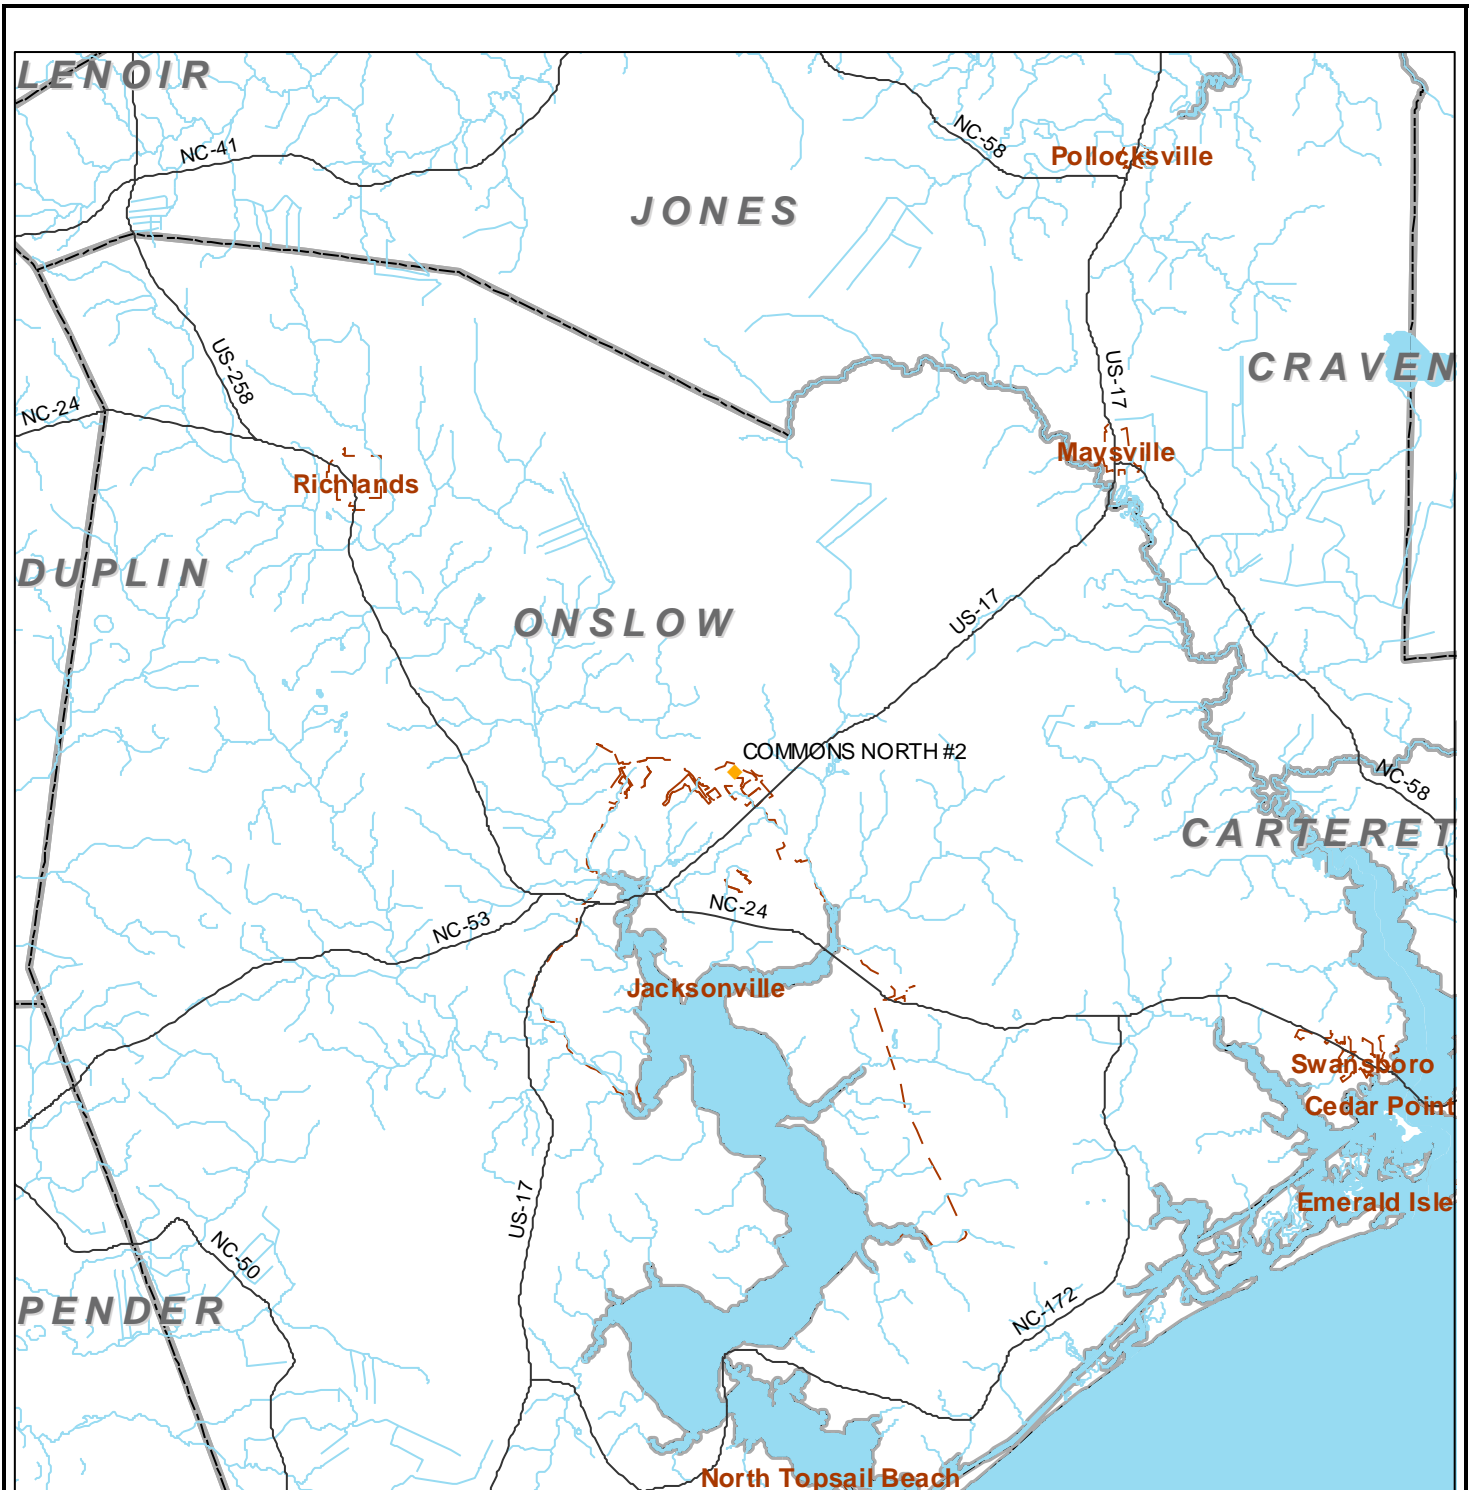 LENOIR
NC-41
NC-58
Pollocksville
JONES
US-258
US-17
CRAVEN
NC-24
Maysville
Richlands
DUPLIN
ONSLOW
US-17
COMMONS NORTH #2
NC-58
CARTERET
NC-53
NC-24
Jacksonville
Swansboro
Cedar Point
US-17
Emerald Isle
NC-50
PENDER
NC-172
North Topsail Beach